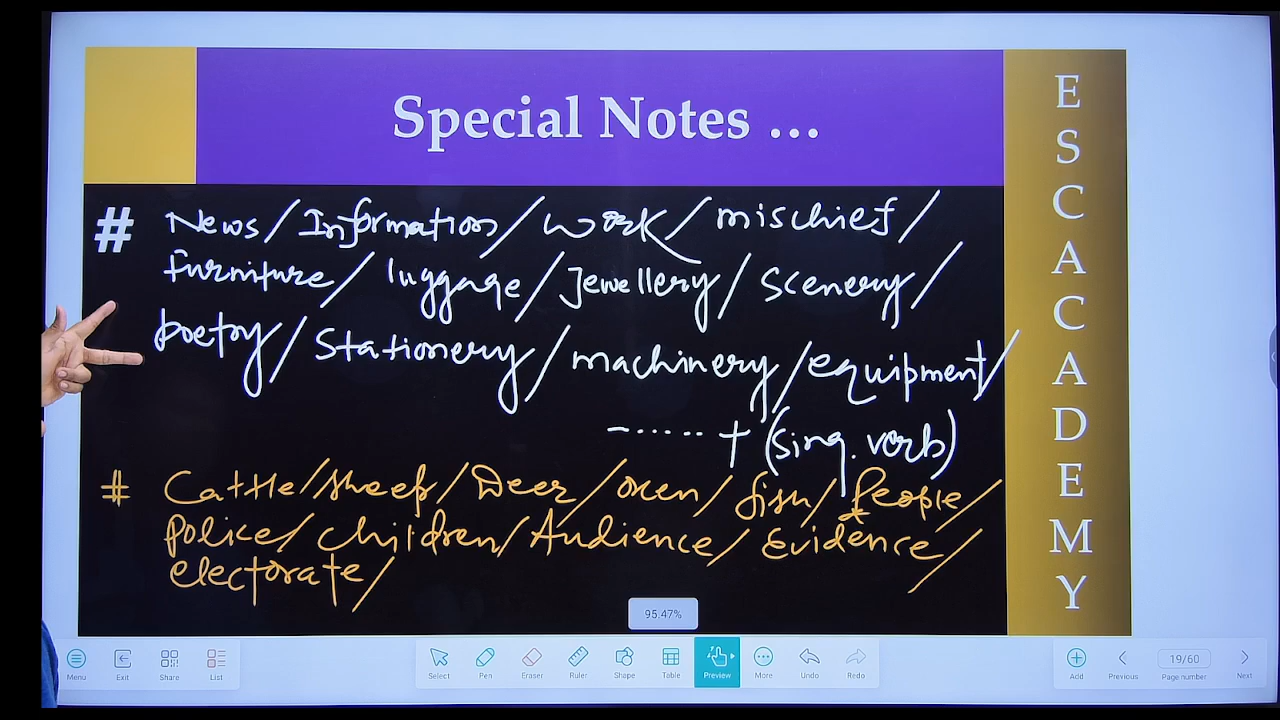 Special Notes ...
# News/Information/work/mischief/
furniture/luggage/Jewellery/Scenery/
poetry/Stationery/machinery/equipment/
-..... + (sing. verb)
# Cattle/sheep/Deer/oxen/fish/People/
police/children/Audience/Evidence/
electorate/
ESCACADEMY
95.47%
Menu Exit Share List Select Pen Eraser Ruler Shape Table Preview More Undo Redo Add Previous 19/60 Page number Next